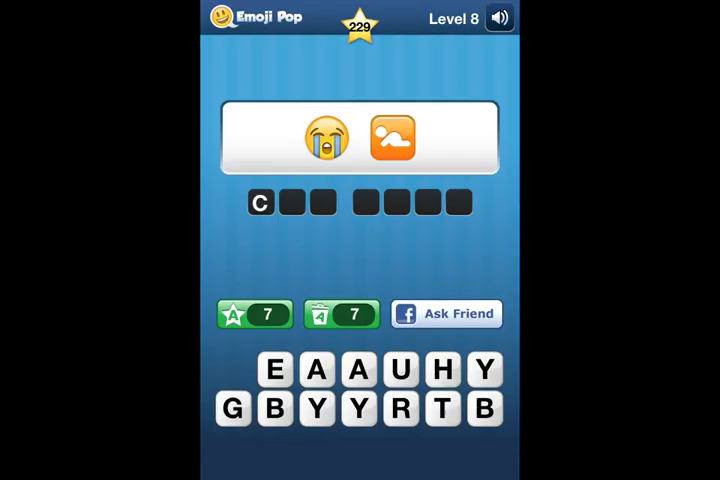 Emoji Pop
229
Level 8
C
A 7
A 7
f Ask Friend
E A A U H Y
G B Y Y R T B